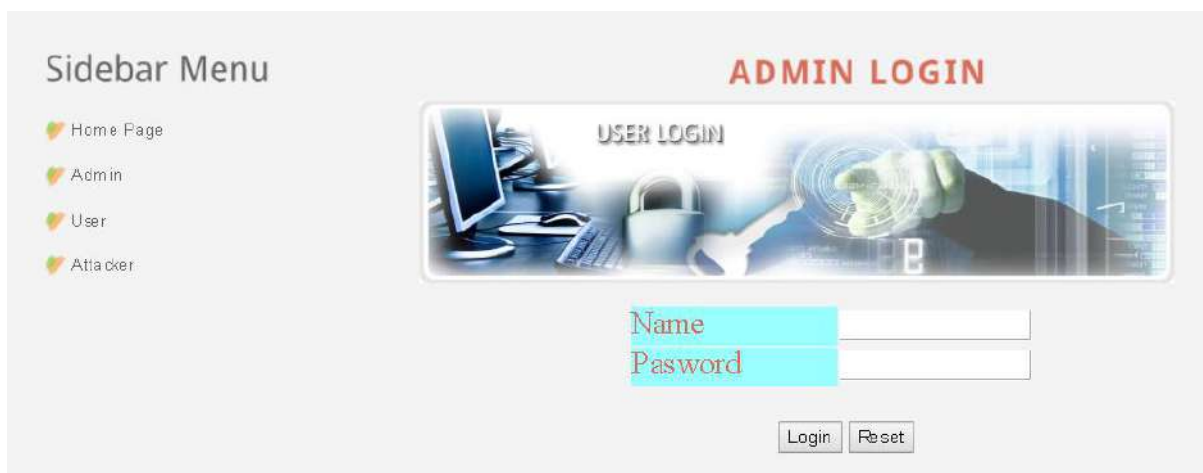 Sidebar Menu
Home Page
Admin
User
Attacker
ADMIN LOGIN
USER LOGIN
Name
Pasword
Login Reset